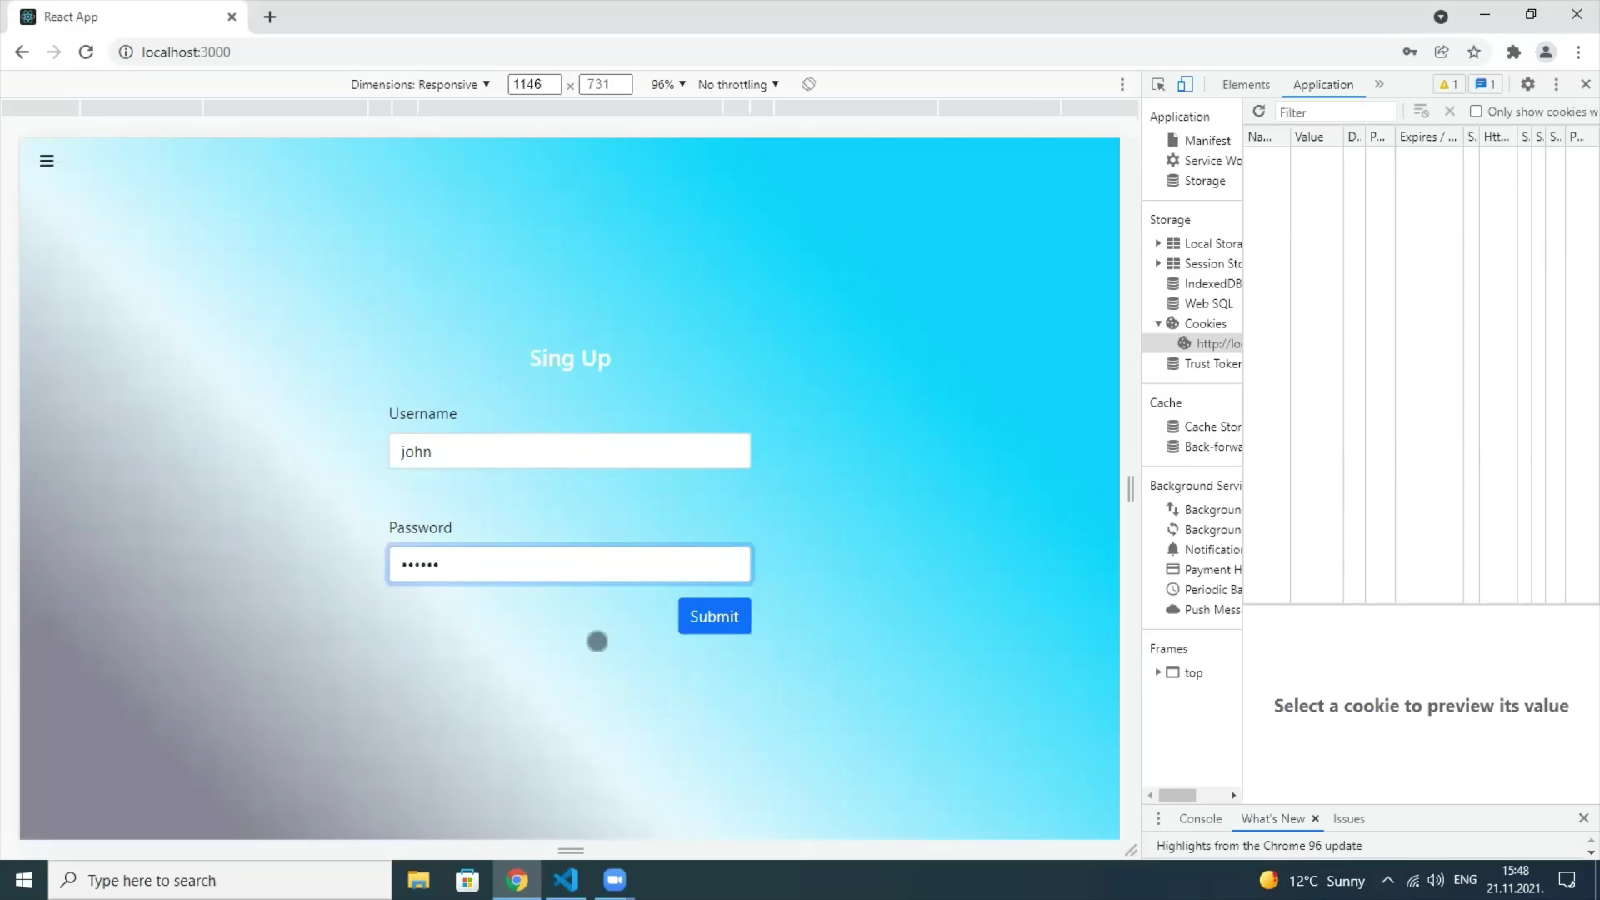 React App
localhost:3000
Dimensions: Responsive ▼ 1146 × 731 96% ▼ No throttling ▼
Elements Application » 1 1
Application
Manifest
Service Wo
Storage
Storage
Local Stora
Session Sto
IndexedDB
Web SQL
Cookies
http://lo
Trust Token
Cache
Cache Stor
Back-forwa
Background Servi
Backgroun
Backgroun
Notification
Payment H
Periodic Ba
Push Mess
Frames
top
Filter
Only show cookies w
Na... Value D.. P... Expires / ... S. Htt... S. S. S.. P...
Select a cookie to preview its value
Sing Up
Username
john
Password
••••••
Submit
Console What's New × Issues
Highlights from the Chrome 96 update
Type here to search
12°C Sunny ENG
15:48
21.11.2021.